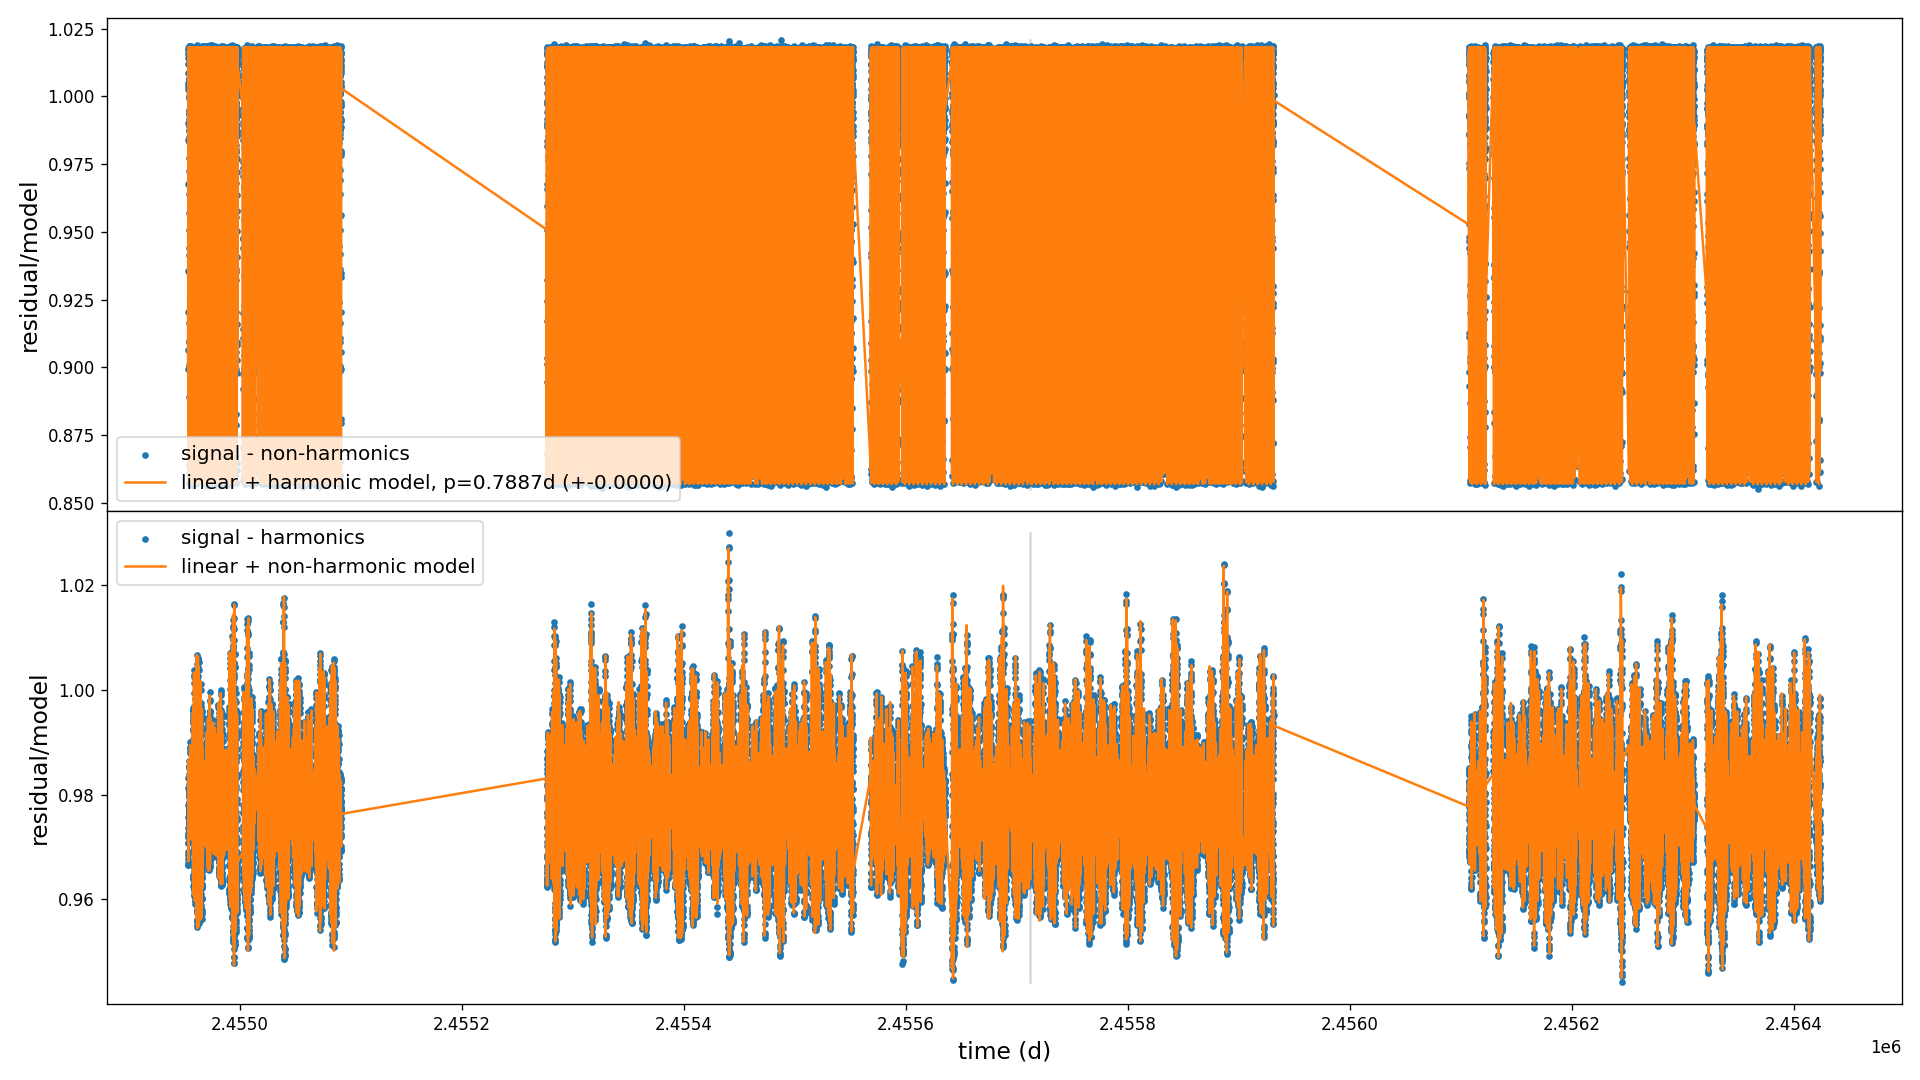 1.025
1.000
0.975
0.950
0.925
0.900
0.875
0.850
residual/model
signal - non-harmonics
linear + harmonic model, p=0.7887d (+-0.0000)
signal - harmonics
linear + non-harmonic model
1.02
1.00
0.98
0.96
residual/model
2.4550 2.4552 2.4554 2.4556 2.4558 2.4560 2.4562 2.4564
time (d)
1e6